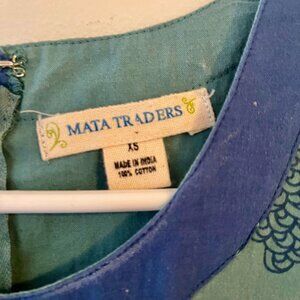 MATA TRADERS
XS
MADE IN INDIA
100% COTTON